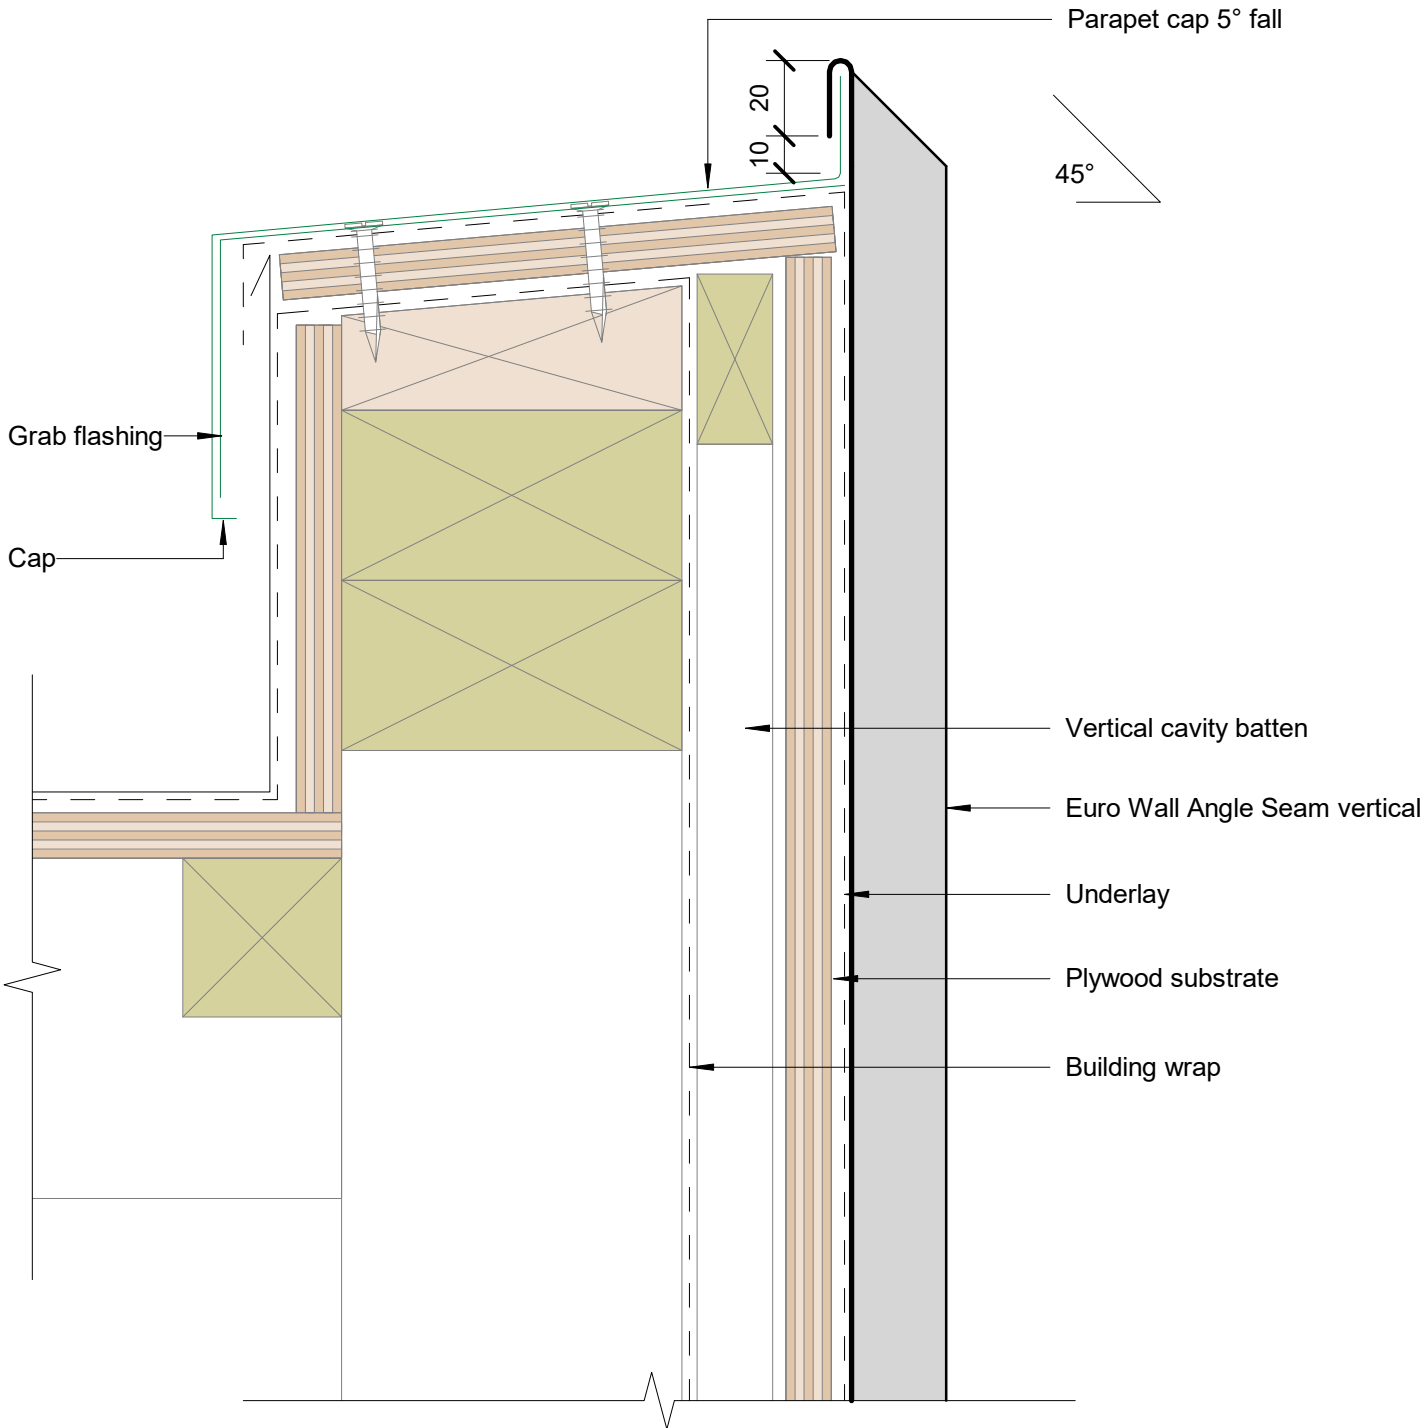 Parapet cap 5° fall
20
10
45°
Grab flashing
Cap
Vertical cavity batten
Euro Wall Angle Seam vertical
Underlay
Plywood substrate
Building wrap